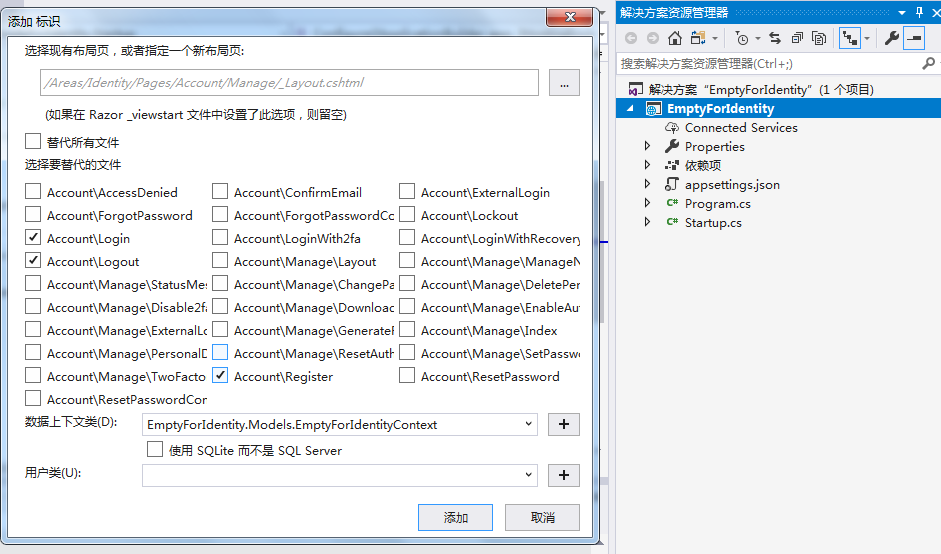 添加 标识
选择现有布局页，或者指定一个新布局页:
/Areas/Identity/Pages/Account/Manage/_Layout.cshtml
...
(如果在 Razor _viewstart 文件中设置了此选项，则留空)
替代所有文件
选择要替代的文件
Account\AccessDenied
Account\ConfirmEmail
Account\ExternalLogin
Account\ForgotPassword
Account\ForgotPasswordCo
Account\Lockout
Account\Login
Account\LoginWith2fa
Account\LoginWithRecovery
Account\Logout
Account\Manage\Layout
Account\Manage\ManageN
Account\Manage\StatusMes
Account\Manage\ChangePa
Account\Manage\DeletePer
Account\Manage\Disable2fa
Account\Manage\Downloac
Account\Manage\EnableAut
Account\Manage\ExternalLo
Account\Manage\GenerateR
Account\Manage\Index
Account\Manage\PersonalD
Account\Manage\ResetAuth
Account\Manage\SetPasswo
Account\Manage\TwoFacto
Account\Register
Account\ResetPassword
Account\ResetPasswordCon
数据上下文类(D):
EmptyForIdentity.Models.EmptyForIdentityContext
使用 SQLite 而不是 SQL Server
用户类(U):
添加
取消
解决方案资源管理器
搜索解决方案资源管理器(Ctrl+;)
解决方案"EmptyForIdentity"(1 个项目)
EmptyForIdentity
Connected Services
Properties
依赖项
appsettings.json
C# Program.cs
C# Startup.cs